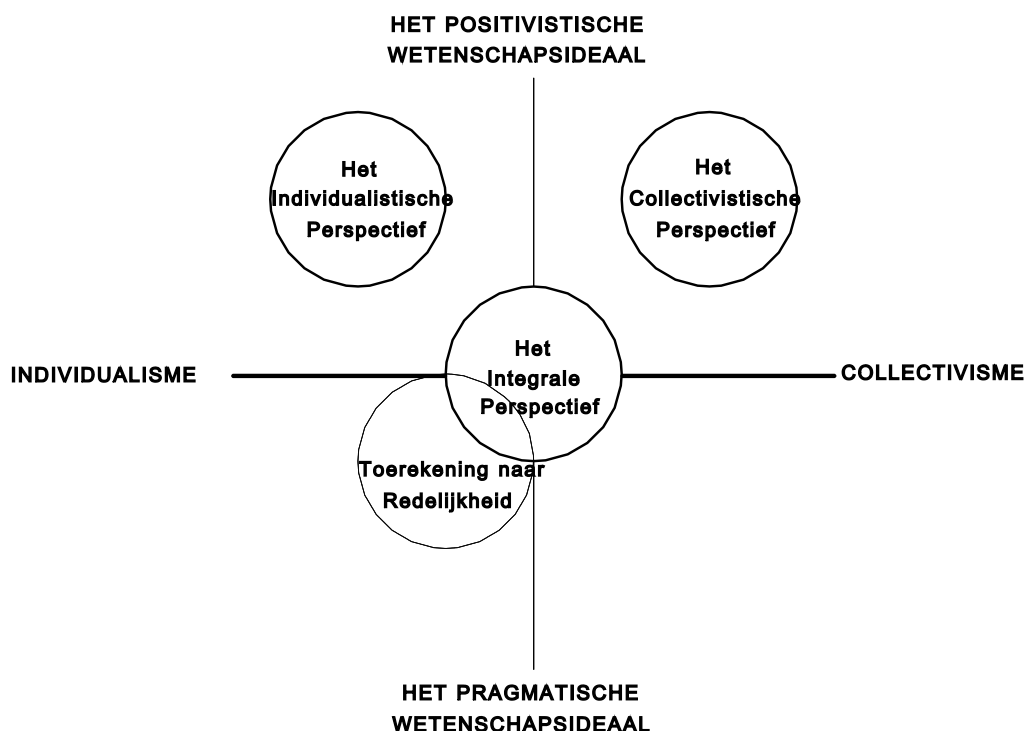 HET POSITIVISTISCHE
WETENSCHAPSIDEAAL
Het
Individualistische
Perspectief
Het
Collectivistische
Perspectief
INDIVIDUALISME
Het
Integrale
Perspectief
COLLECTIVISME
Toerekening naar
Redelijkheid
HET PRAGMATISCHE
WETENSCHAPSIDEAAL